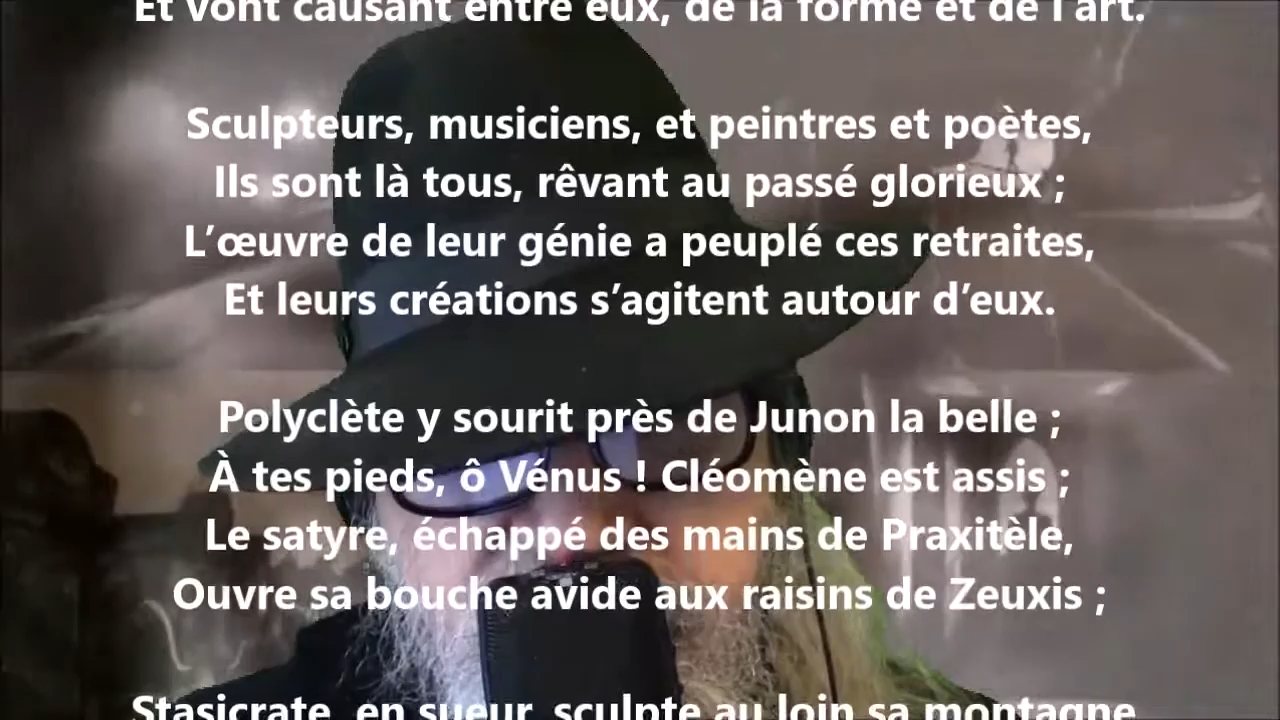 Et vont causant entre eux, de la forme et de l'art.
Sculpteurs, musiciens, et peintres et poètes,
Ils sont là tous, rêvant au passé glorieux ;
L’œuvre de leur génie a peuplé ces retraites,
Et leurs créations s’agitent autour d’eux.
Polyclète y sourit près de Junon la belle ;
À tes pieds, ô Vénus ! Cléomène est assis ;
Le satyre, échappé des mains de Praxitèle,
Ouvre sa bouche avide aux raisins de Zeuxis ;
Stasicrate, en sueur, sculpte au loin sa montagne